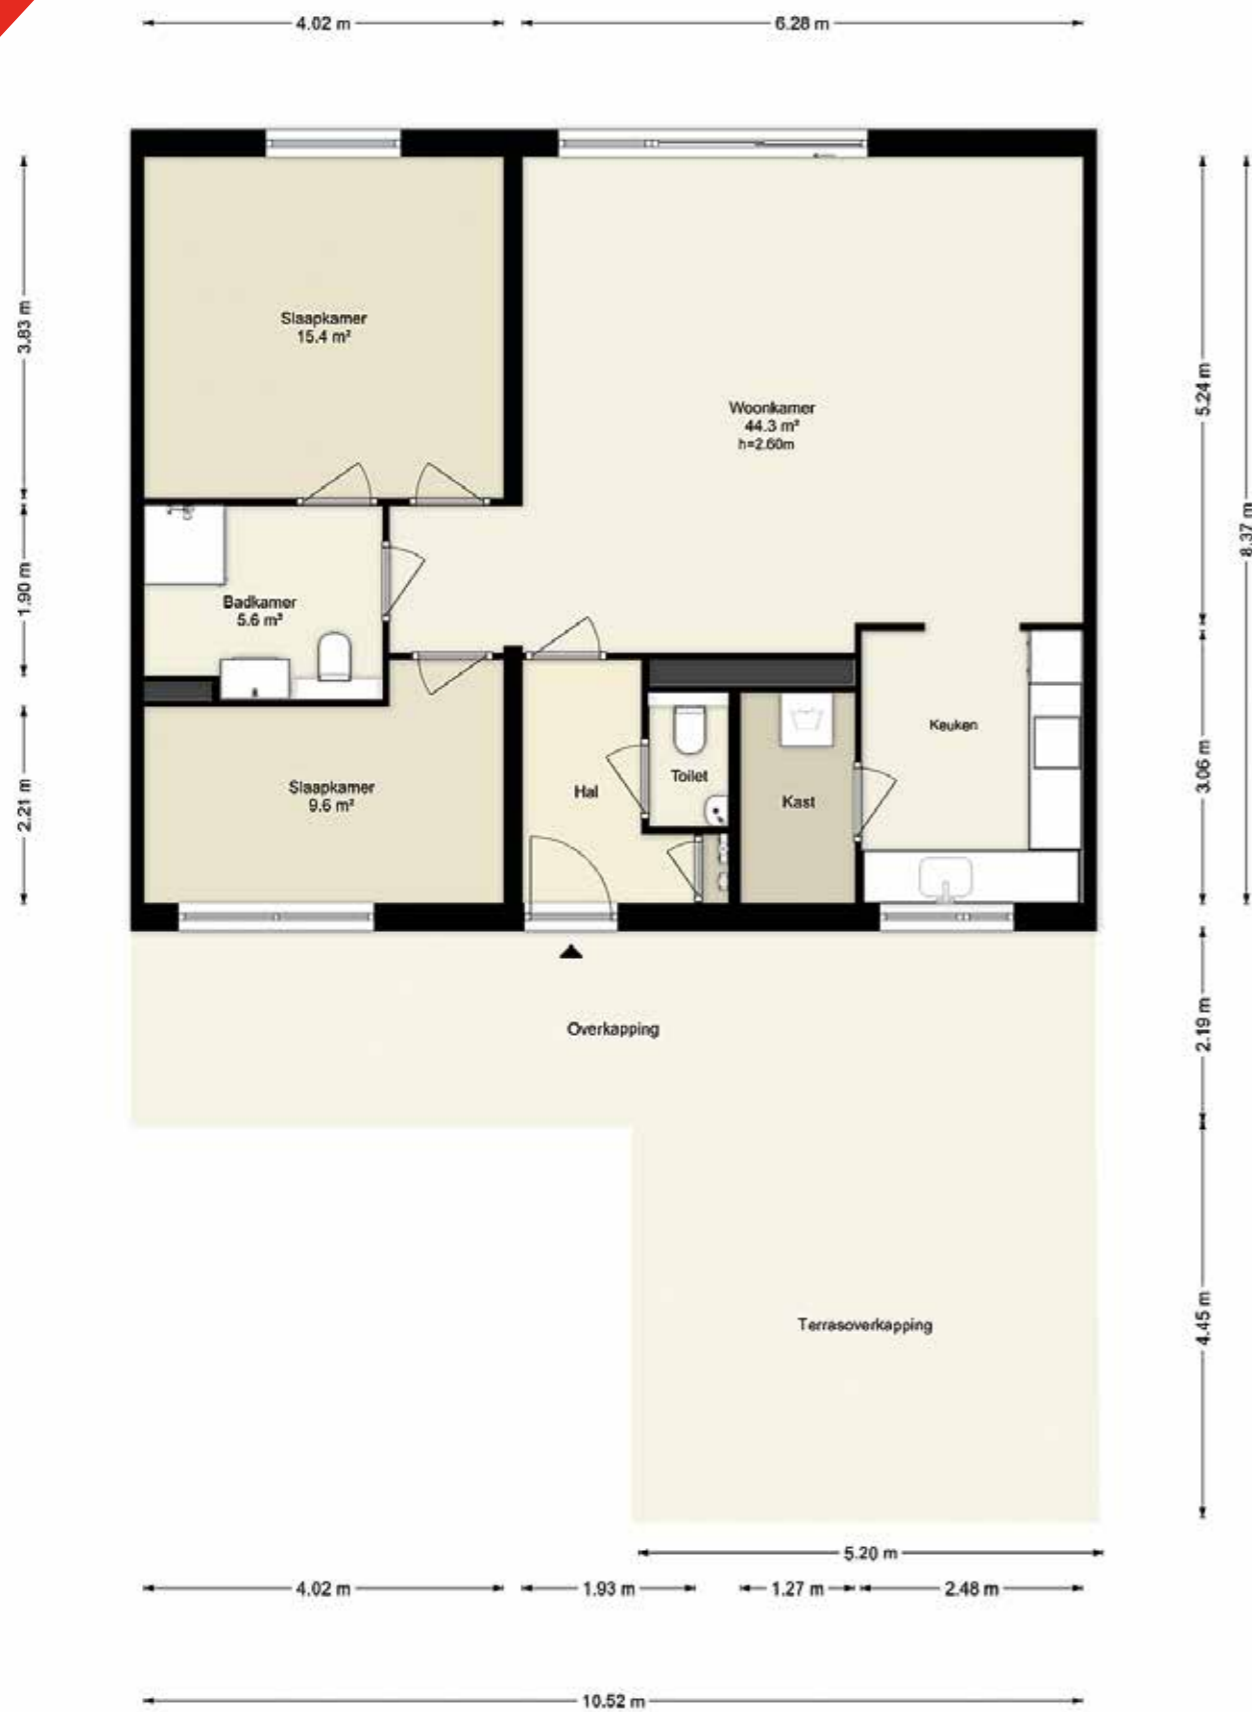 4.02 m
6.28 m
3.83 m
5.24 m
8.37 m
Slaapkamer
15.4 m²
Woonkamer
44.3 m²
h=2.60m
1.90 m
Badkamer
5.6 m²
Keuken
3.06 m
2.21 m
Slaapkamer
9.6 m²
Hal
Toilet
Kast
Overkapping
2.19 m
Terrasoverkapping
4.45 m
5.20 m
4.02 m
1.93 m
1.27 m
2.48 m
10.52 m